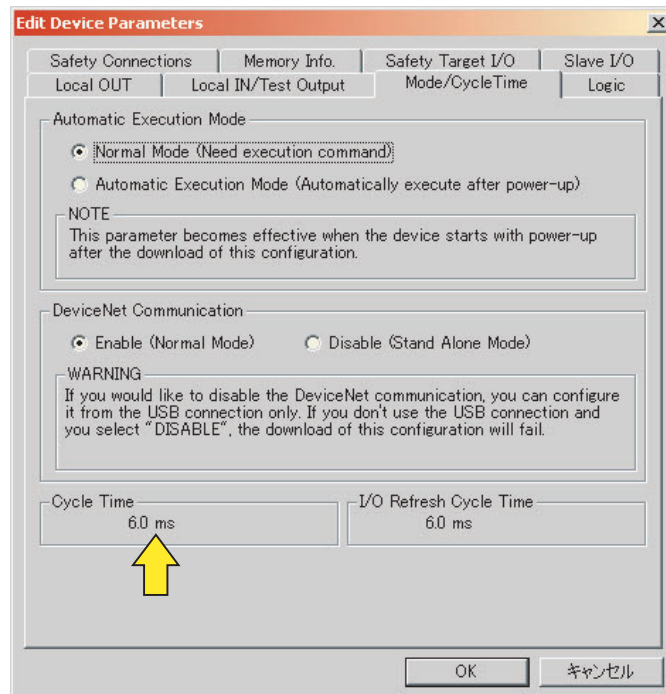 Edit Device Parameters
Safety Connections Memory Info. Safety Target I/O Slave I/O
Local OUT Local IN/Test Output Mode/CycleTime Logic
Automatic Execution Mode
Normal Mode (Need execution command)
Automatic Execution Mode (Automatically execute after power-up)
NOTE
This parameter becomes effective when the device starts with power-up
after the download of this configuration.
DeviceNet Communication
Enable (Normal Mode) Disable (Stand Alone Mode)
WARNING
If you would like to disable the DeviceNet communication, you can configure
it from the USB connection only. If you don't use the USB connection and
you select "DISABLE", the download of this configuration will fail.
Cycle Time I/O Refresh Cycle Time
6.0 ms 6.0 ms
OK キャンセル